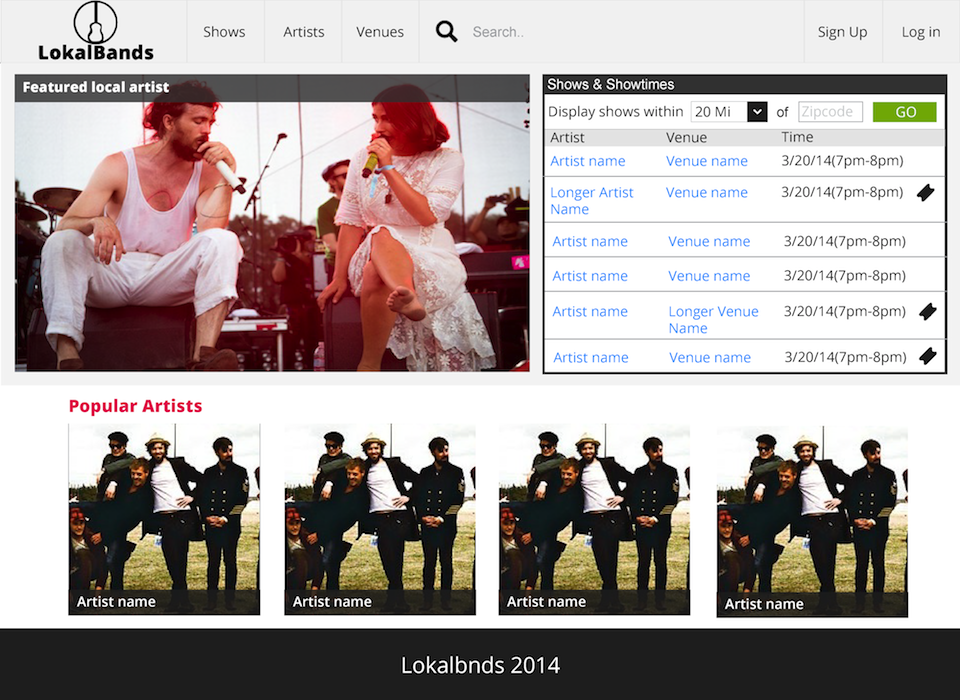 LokalBands
Shows
Artists
Venues
Search..
Sign Up
Log in
Featured local artist
Shows & Showtimes
Display shows within 20 Mi of Zipcode GO
Artist Venue Time
Artist name Venue name 3/20/14(7pm-8pm)
Longer Artist Venue name 3/20/14(7pm-8pm)
Name
Artist name Venue name 3/20/14(7pm-8pm)
Artist name Venue name 3/20/14(7pm-8pm)
Artist name Longer Venue 3/20/14(7pm-8pm)
Name
Artist name Venue name 3/20/14(7pm-8pm)
Popular Artists
Artist name
Artist name
Artist name
Artist name
Lokalbnds 2014